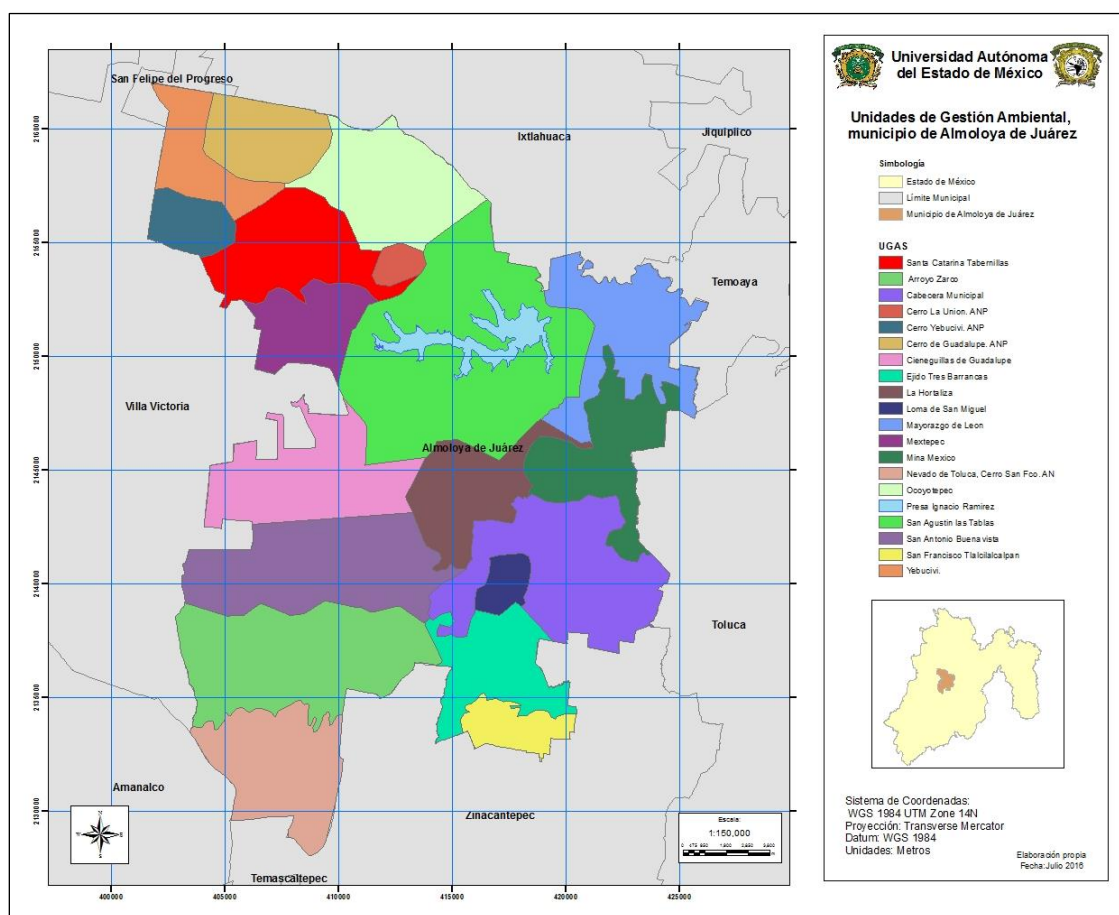 San Felipe del Progreso
Ixtlahuaca
Jiquipilco
Temoaya
Villa Victoria
Almoloya de Juárez
Toluca
Amanalco
Zinacantepec
Temascaltepec
N
Escala:
1:150,000
400000 405000 410000 415000 420000 425000
Universidad Autónoma
del Estado de México
Unidades de Gestión Ambiental,
municipio de Almoloya de Juárez
Simbología
Estado de México
Límite Municipal
Municipio de Almoloya de Juárez
UGAS
Santa Catarina Tabernillas
Arroyo Zarco
Cabecera Municipal
Cerro La Union. ANP
Cerro Yebucivi. ANP
Cerro de Guadalupe. ANP
Cieneguillas de Guadalupe
Ejido Tres Barrancas
La Hortaliza
Loma de San Miguel
Mayorazgo de Leon
Mextepec
Mina Mexico
Nevado de Toluca, Cerro San Fco. AN
Ocoyotepec
Presa Ignacio Ramirez
San Agustin las Tablas
San Antonio Buenavista
San Francisco Tlalcilalcalpan
Yebucivi.
Sistema de Coordenadas:
WGS 1984 UTM Zone 14N
Proyección: Transverse Mercator
Datum: WGS 1984
Unidades: Metros
Elaboración propia
Fecha:Julio 2016